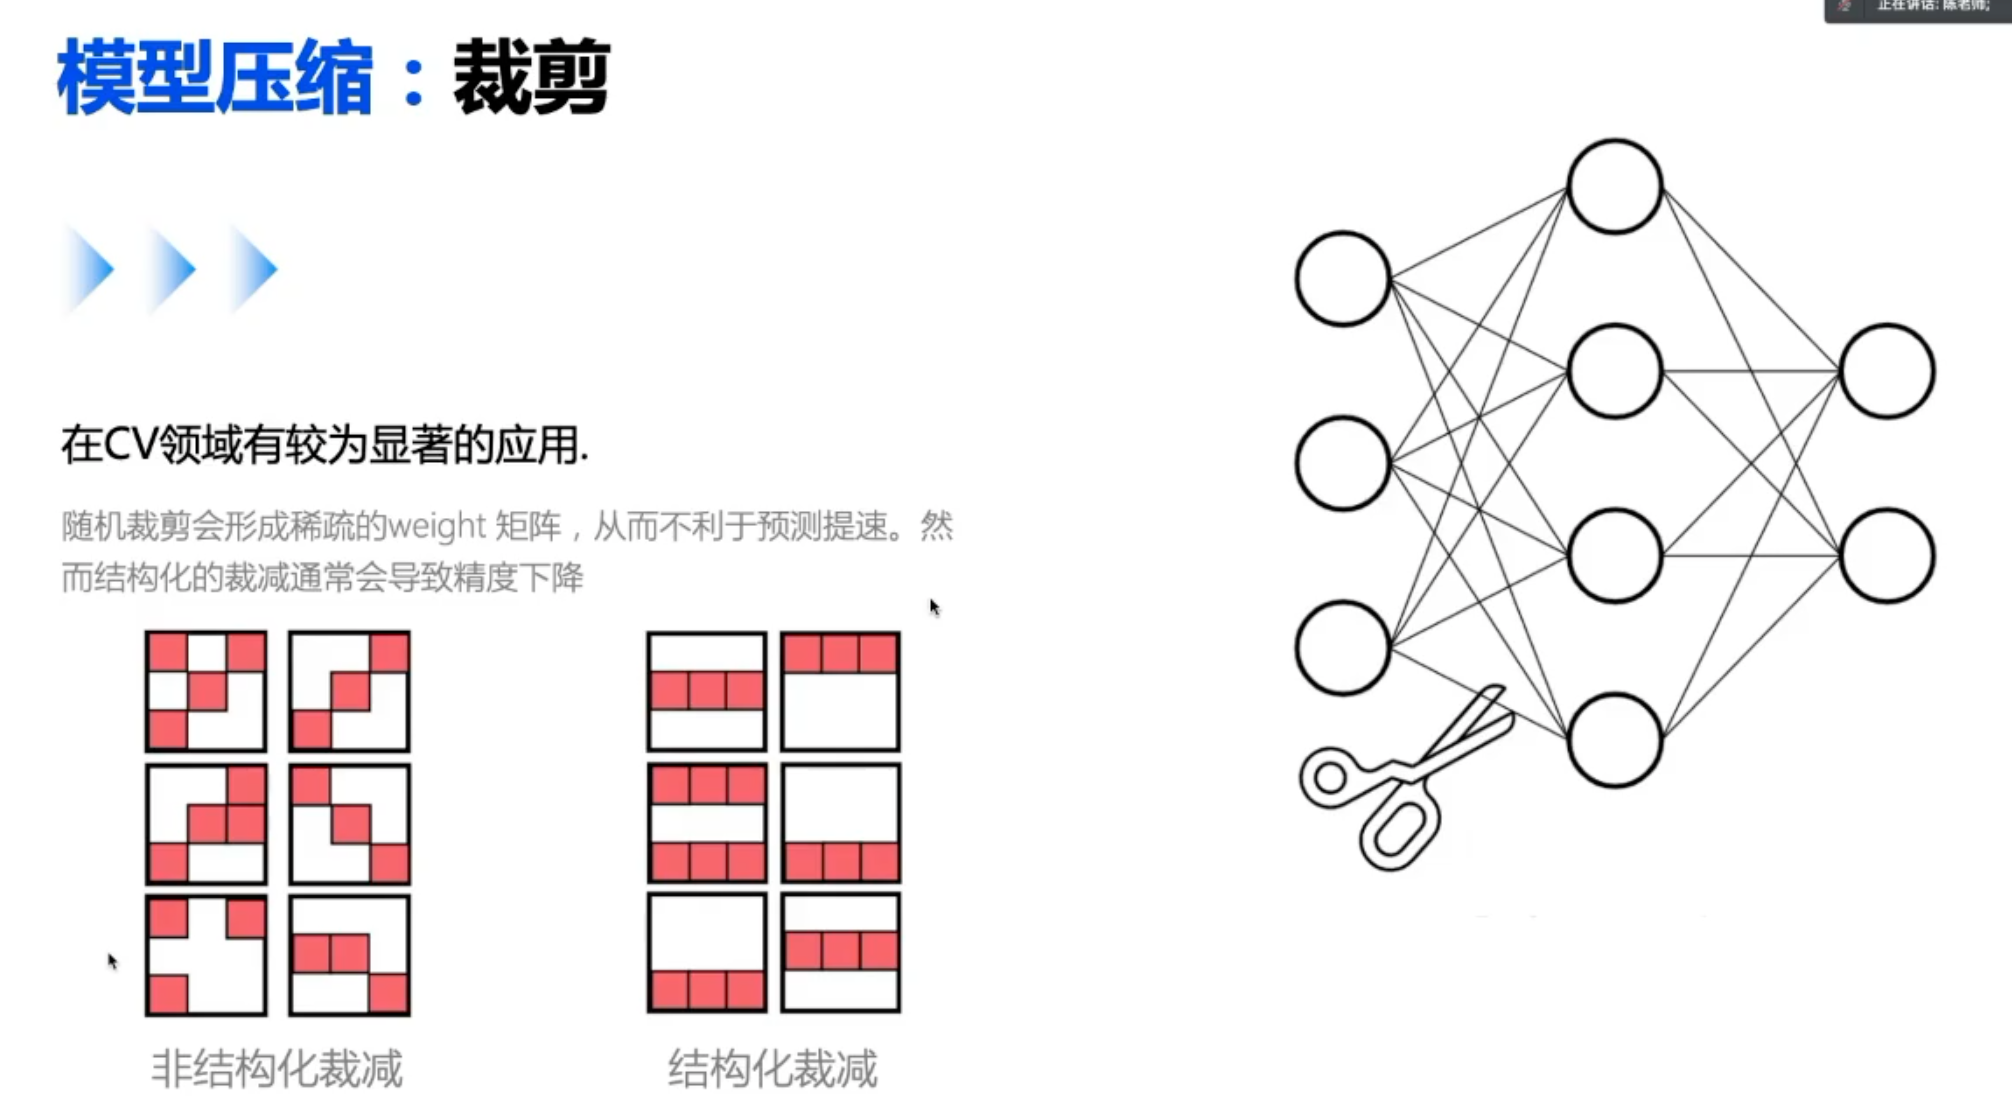 正在讲话: 陈老师;
模型压缩：裁剪
在CV领域有较为显著的应用.
随机裁剪会形成稀疏的weight 矩阵，从而不利于预测提速。然
而结构化的裁减通常会导致精度下降
非结构化裁减
结构化裁减